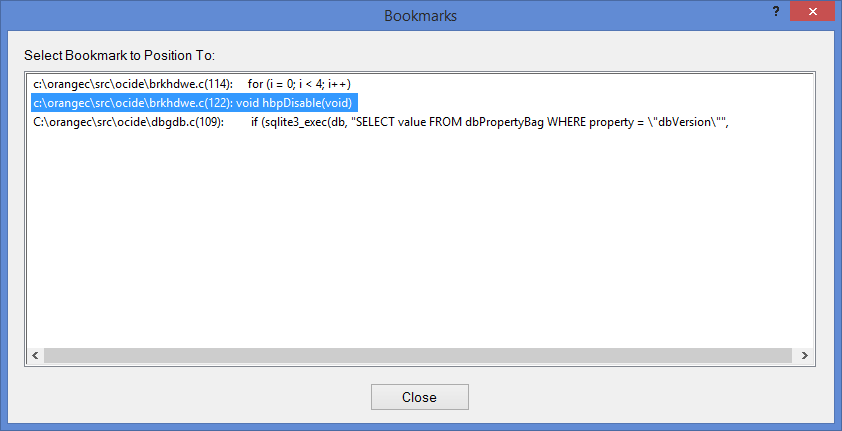 Bookmarks
?
Select Bookmark to Position To:
c:\orangec\src\ocide\brkhdwe.c(114):     for (i = 0; i < 4; i++)
c:\orangec\src\ocide\brkhdwe.c(122): void hbpDisable(void)
C:\orangec\src\ocide\dbgdb.c(109):         if (sqlite3_exec(db, "SELECT value FROM dbPropertyBag WHERE property = \"dbVersion\"",
Close